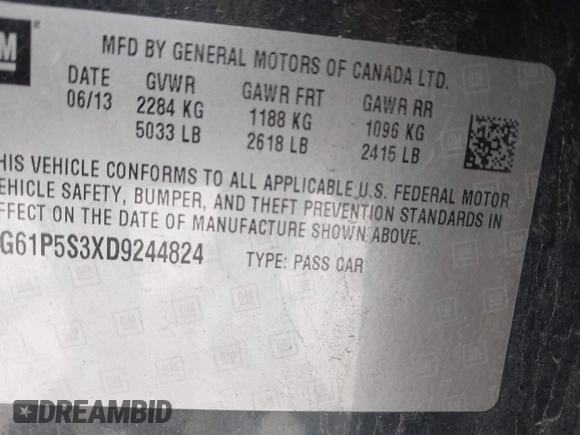 GM
MFD BY GENERAL MOTORS OF CANADA LTD.
DATE GVWR GAWR FRT GAWR RR
06/13 2284 KG 1188 KG 1096 KG
5033 LB 2618 LB 2415 LB
HIS VEHICLE CONFORMS TO ALL APPLICABLE U.S. FEDERAL MOTOR
EHICLE SAFETY, BUMPER, AND THEFT PREVENTION STANDARDS IN
FFECT ON THE DATE OF MANUFACTURE SHOWN ABOVE.
G61P5S3XD9244824 TYPE: PASS CAR
DREAMBID